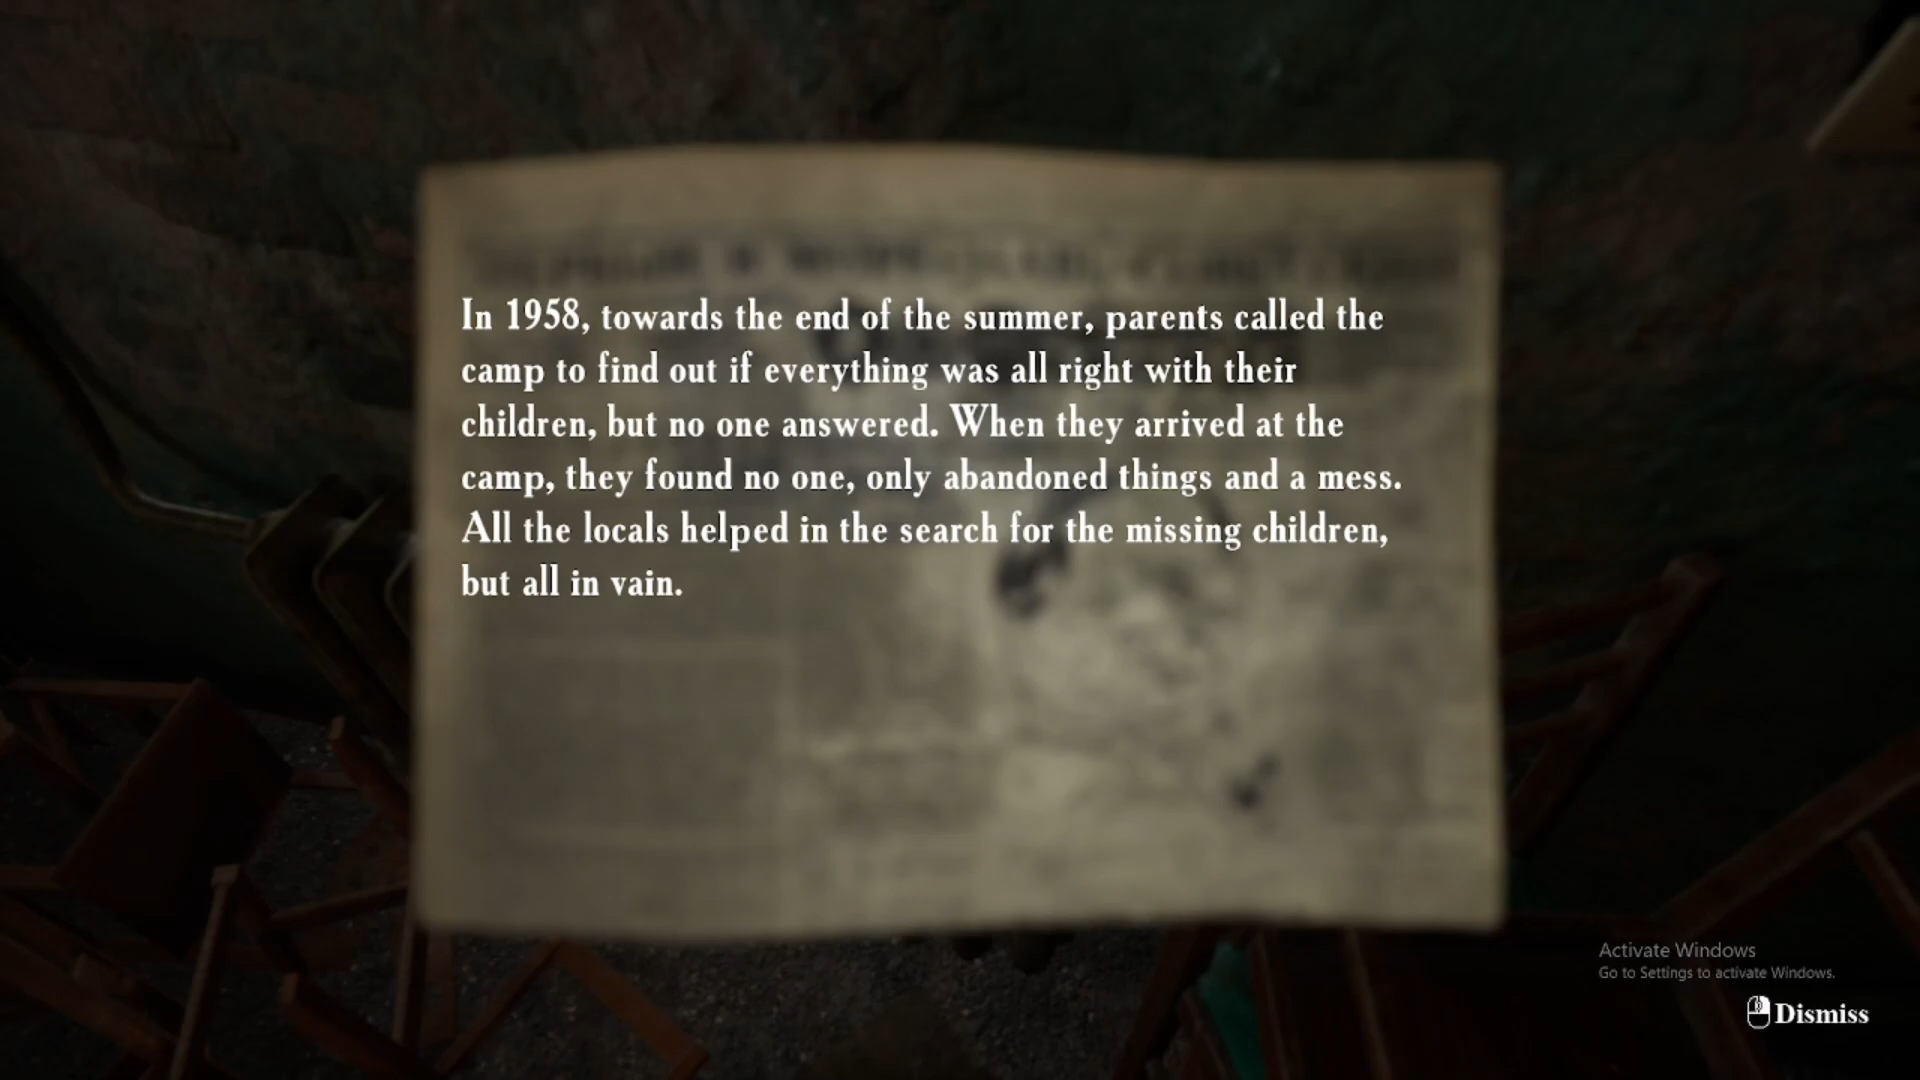 In 1958, towards the end of the summer, parents called the
camp to find out if everything was all right with their
children, but no one answered. When they arrived at the
camp, they found no one, only abandoned things and a mess.
All the locals helped in the search for the missing children,
but all in vain.
Activate Windows
Go to Settings to activate Windows.
Dismiss